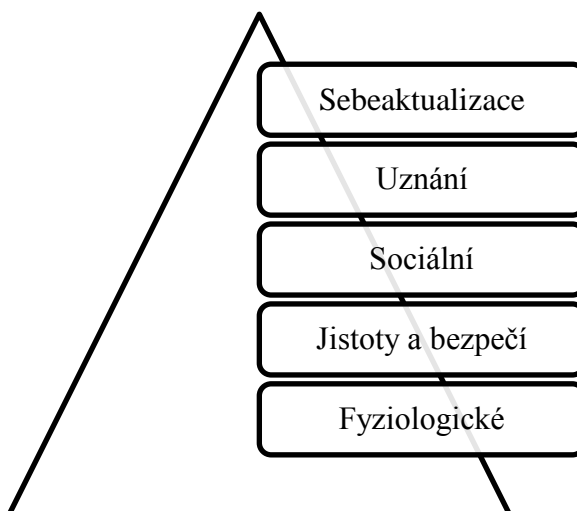 Sebeaktualizace
Uznání
Sociální
Jistoty a bezpečí
Fyziologické